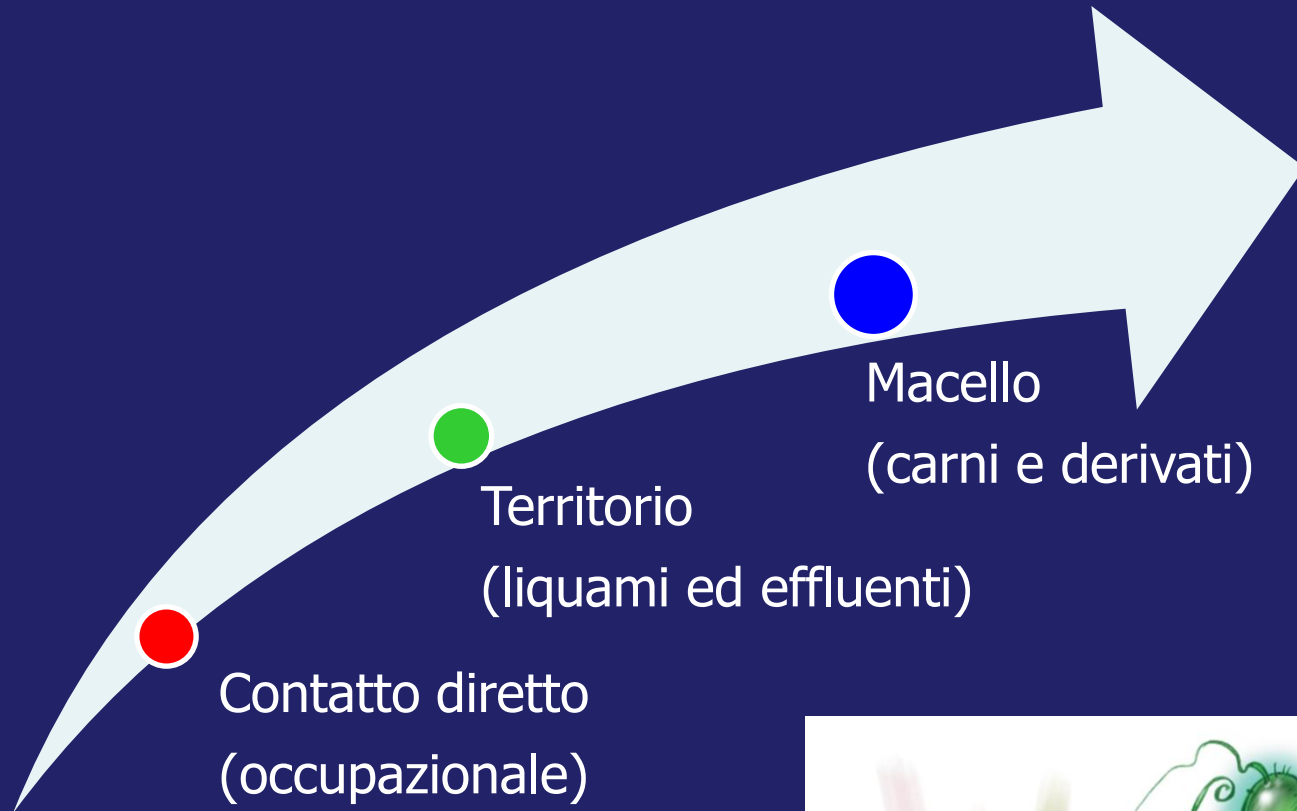 Macello
(carni e derivati)
Territorio
(liquami ed effluenti)
Contatto diretto
(occupazionale)